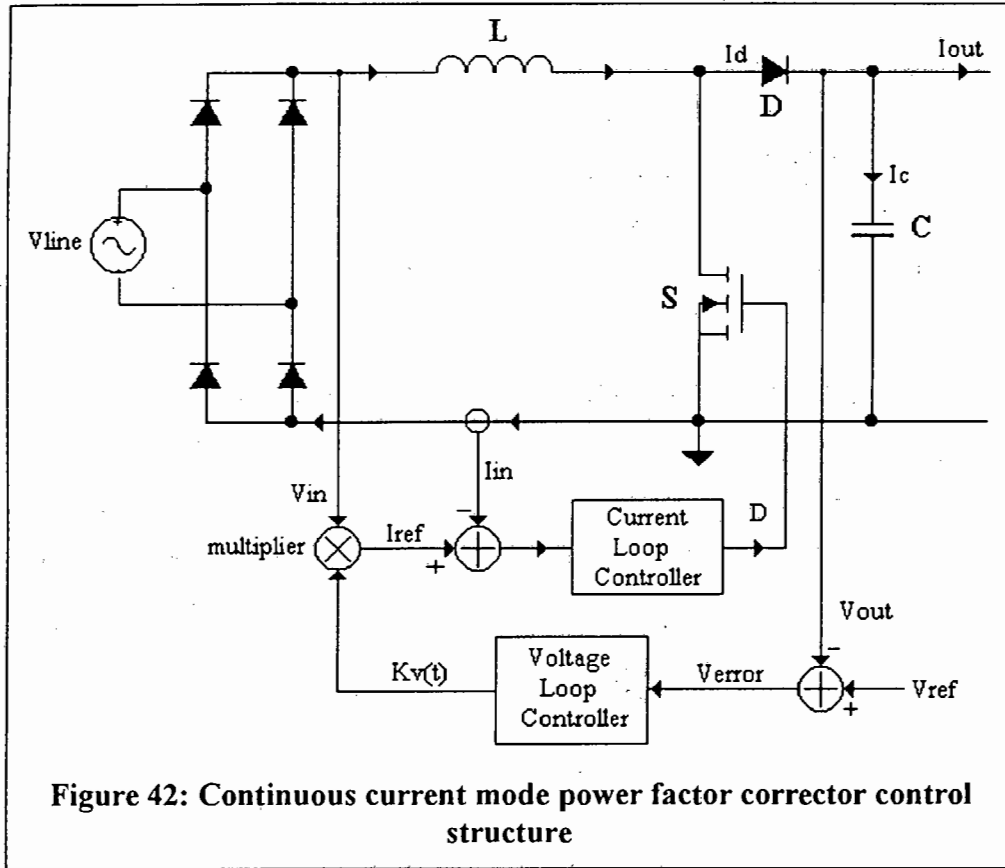 L
Id
Iout
D
Ic
C
Vline
+
S
Iin
Vin
−
multiplier
Iref
+
Current
Loop
Controller
D
Vout
Kv(t)
Voltage
Loop
Controller
Verror
−
+
Vref
Figure 42: Continuous current mode power factor corrector control
structure